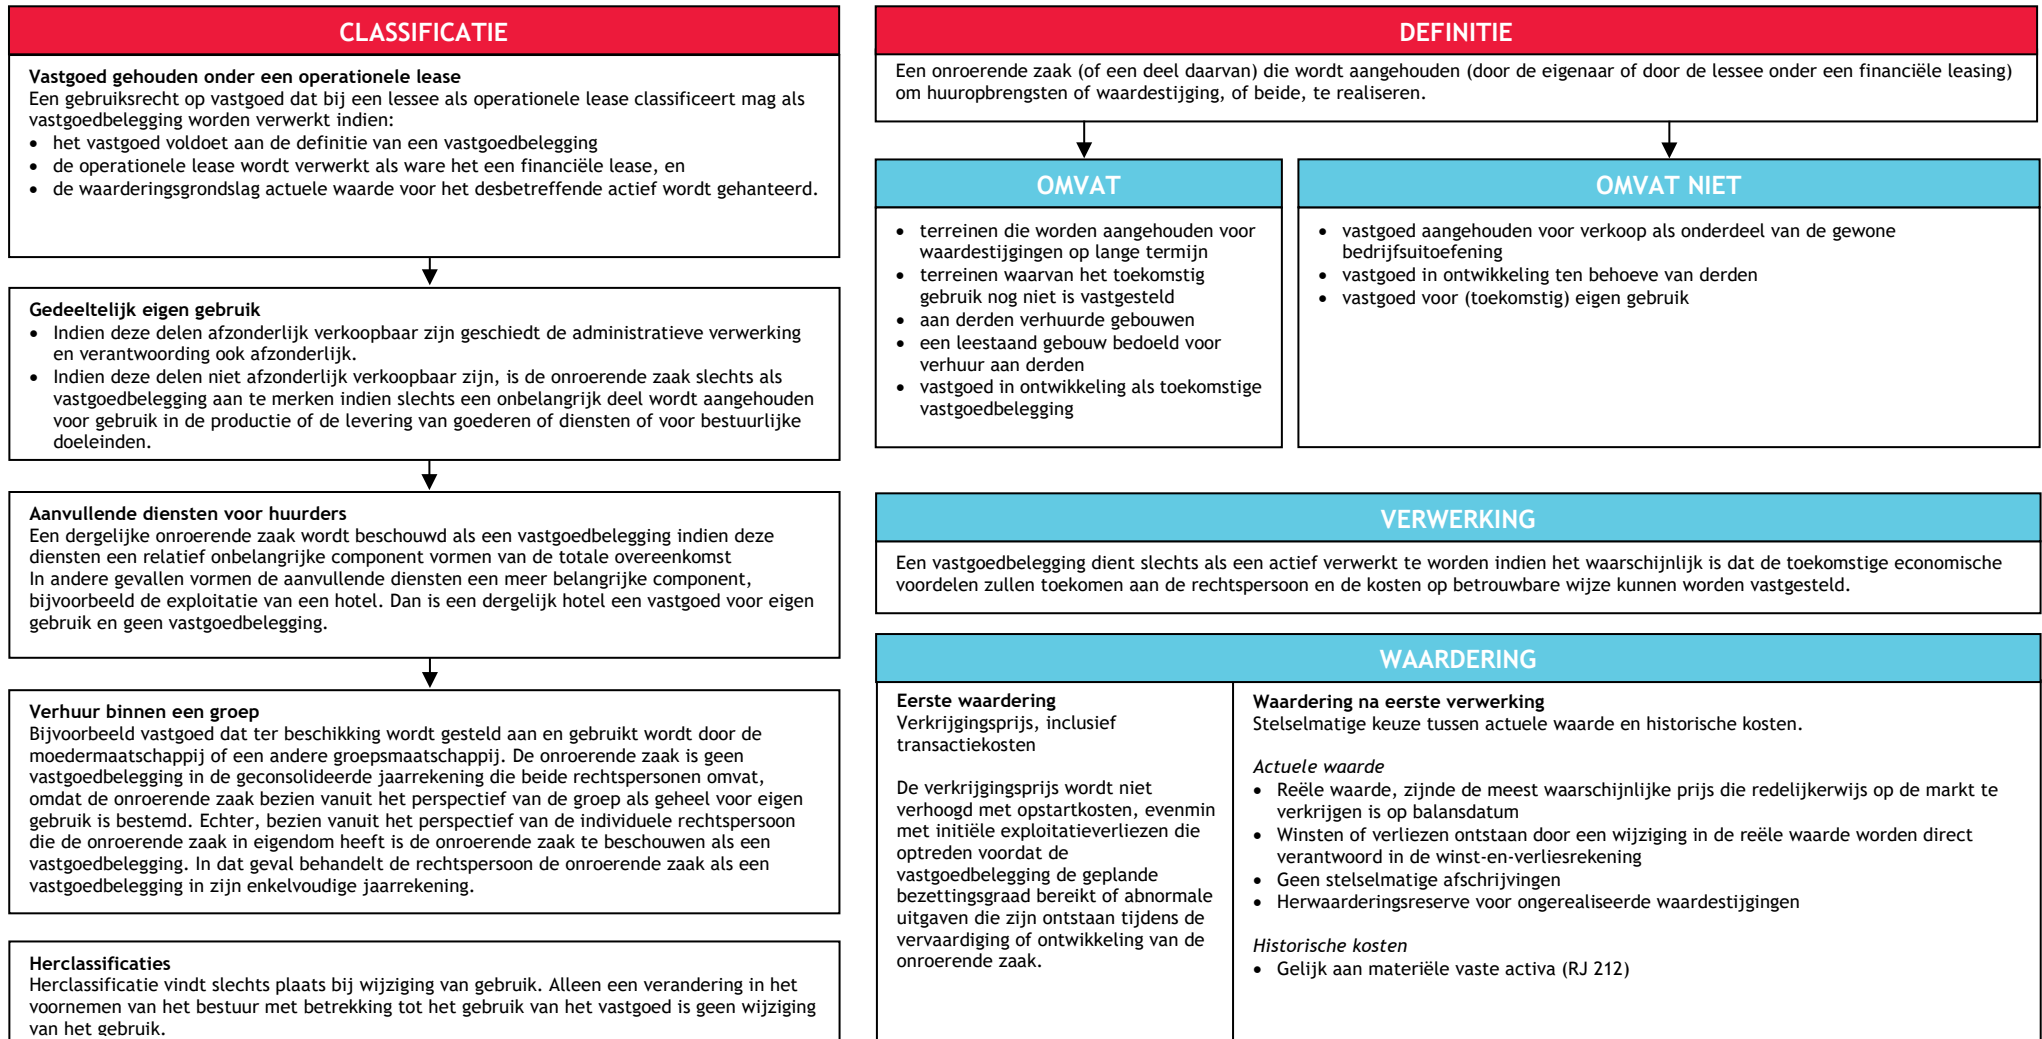 CLASSIFICATIE
Vastgoed gehouden onder een operationele lease
Een gebruiksrecht op vastgoed dat bij een lessee als operationele lease classificeert mag als
vastgoedbelegging worden verwerkt indien:
• het vastgoed voldoet aan de definitie van een vastgoedbelegging
• de operationele lease wordt verwerkt als ware het een financiële lease, en
• de waarderingsgrondslag actuele waarde voor het desbetreffende actief wordt gehanteerd.
Gedeeltelijk eigen gebruik
• Indien deze delen afzonderlijk verkoopbaar zijn geschiedt de administratieve verwerking
en verantwoording ook afzonderlijk.
• Indien deze delen niet afzonderlijk verkoopbaar zijn, is de onroerende zaak slechts als
vastgoedbelegging aan te merken indien slechts een onbelangrijk deel wordt aangehouden
voor gebruik in de productie of de levering van goederen of diensten of voor bestuurlijke
doeleinden.
Aanvullende diensten voor huurders
Een dergelijke onroerende zaak wordt beschouwd als een vastgoedbelegging indien deze
diensten een relatief onbelangrijke component vormen van de totale overeenkomst
In andere gevallen vormen de aanvullende diensten een meer belangrijke component,
bijvoorbeeld de exploitatie van een hotel. Dan is een dergelijk hotel een vastgoed voor eigen
gebruik en geen vastgoedbelegging.
Verhuur binnen een groep
Bijvoorbeeld vastgoed dat ter beschikking wordt gesteld aan en gebruikt wordt door de
moedermaatschappij of een andere groepsmaatschappij. De onroerende zaak is geen
vastgoedbelegging in de geconsolideerde jaarrekening die beide rechtspersonen omvat,
omdat de onroerende zaak bezien vanuit het perspectief van de groep als geheel voor eigen
gebruik is bestemd. Echter, bezien vanuit het perspectief van de individuele rechtspersoon
die de onroerende zaak in eigendom heeft is de onroerende zaak te beschouwen als een
vastgoedbelegging. In dat geval behandelt de rechtspersoon de onroerende zaak als een
vastgoedbelegging in zijn enkelvoudige jaarrekening.
Herclassificaties
Herclassificatie vindt slechts plaats bij wijziging van gebruik. Alleen een verandering in het
voornemen van het bestuur met betrekking tot het gebruik van het vastgoed is geen wijziging
van het gebruik.
DEFINITIE
Een onroerende zaak (of een deel daarvan) die wordt aangehouden (door de eigenaar of door de lessee onder een financiële leasing)
om huuropbrengsten of waardestijging, of beide, te realiseren.
OMVAT
• terreinen die worden aangehouden voor
waardestijgingen op lange termijn
• terreinen waarvan het toekomstig
gebruik nog niet is vastgesteld
• aan derden verhuurde gebouwen
• een leestaand gebouw bedoeld voor
verhuur aan derden
• vastgoed in ontwikkeling als toekomstige
vastgoedbelegging
OMVAT NIET
• vastgoed aangehouden voor verkoop als onderdeel van de gewone
bedrijfsuitoefening
• vastgoed in ontwikkeling ten behoeve van derden
• vastgoed voor (toekomstig) eigen gebruik
VERWERKING
Een vastgoedbelegging dient slechts als een actief verwerkt te worden indien het waarschijnlijk is dat de toekomstige economische
voordelen zullen toekomen aan de rechtspersoon en de kosten op betrouwbare wijze kunnen worden vastgesteld.
WAARDERING
Eerste waardering
Verkrijgingsprijs, inclusief
transactiekosten
De verkrijgingsprijs wordt niet
verhoogd met opstartkosten, evenmin
met initiële exploitatieverliezen die
optreden voordat de
vastgoedbelegging de geplande
bezettingsgraad bereikt of abnormale
uitgaven die zijn ontstaan tijdens de
vervaardiging of ontwikkeling van de
onroerende zaak.
Waardering na eerste verwerking
Stelselmatige keuze tussen actuele waarde en historische kosten.
Actuele waarde
• Reële waarde, zijnde de meest waarschijnlijke prijs die redelijkerwijs op de markt te
verkrijgen is op balansdatum
• Winsten of verliezen ontstaan door een wijziging in de reële waarde worden direct
verantwoord in de winst-en-verliesrekening
• Geen stelselmatige afschrijvingen
• Herwaarderingsreserve voor ongerealiseerde waardestijgingen
Historische kosten
• Gelijk aan materiële vaste activa (RJ 212)